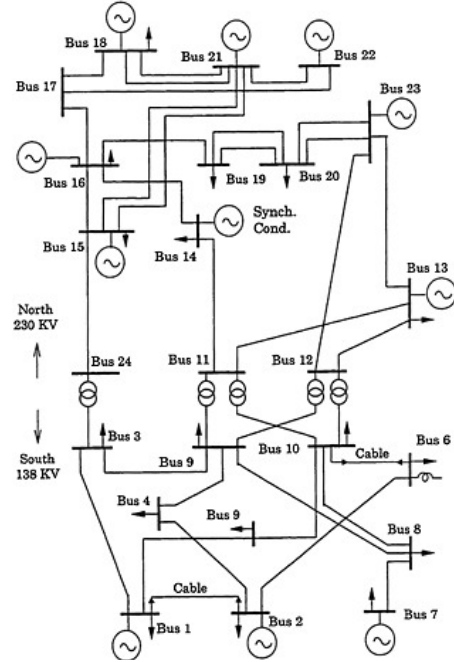 Bus 18
Bus 21
Bus 22
Bus 17
Bus 23
Bus 16
Bus 19
Bus 20
Synch.
Cond.
Bus 15
Bus 14
Bus 13
North
230 KV
Bus 24
Bus 11
Bus 12
South
138 KV
Bus 3
Bus 9
Bus 10
Bus 6
Cable
Bus 4
Bus 9
Bus 8
Cable
Bus 1
Bus 2
Bus 7